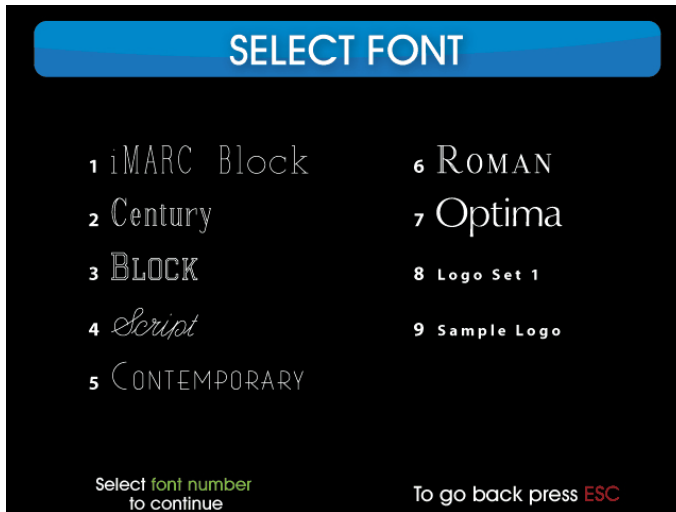 SELECT FONT
1 iMARC Block
2 Century
3 BLOCK
4 Script
5 CONTEMPORARY
6 ROMAN
7 Optima
8 Logo Set 1
9 Sample Logo
Select font number
to continue
To go back press ESC